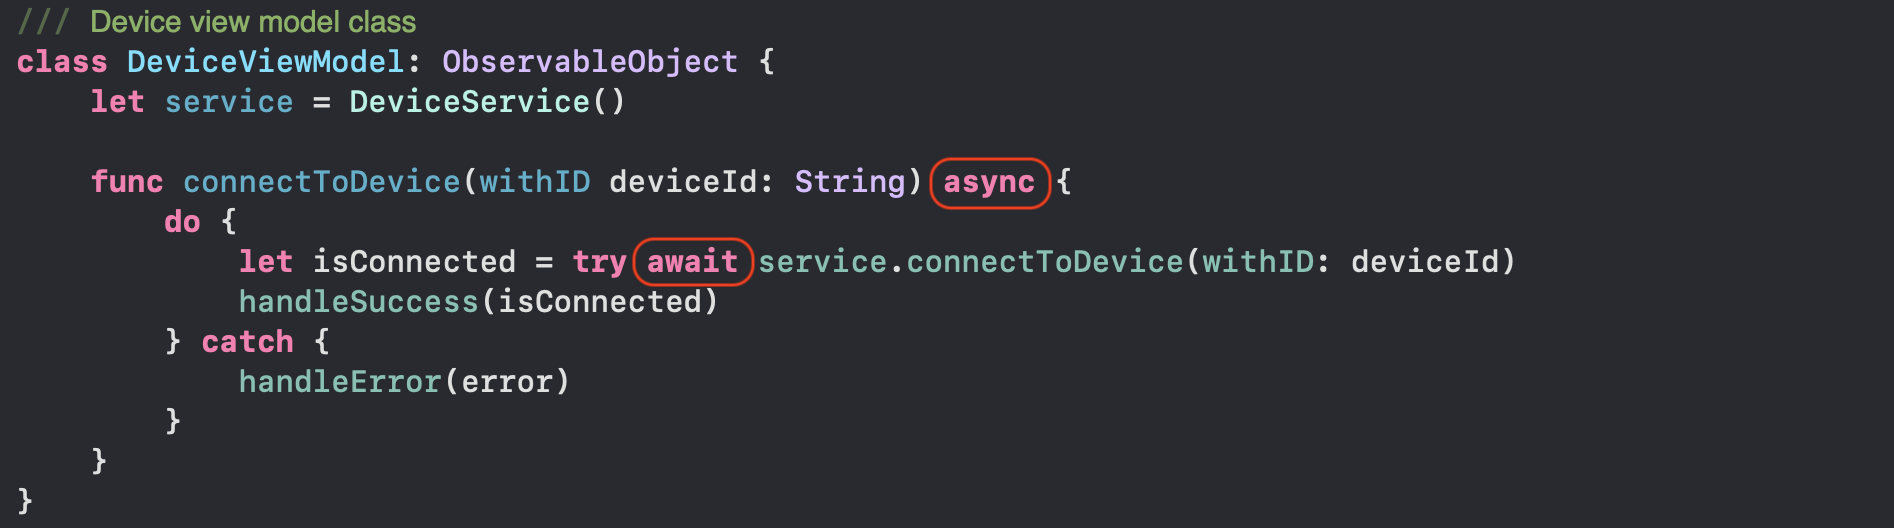 /// Device view model class
class DeviceViewModel: ObservableObject {
    let service = DeviceService()
    func connectToDevice(withID deviceId: String) async {
        do {
            let isConnected = try await service.connectToDevice(withID: deviceId)
            handleSuccess(isConnected)
        } catch {
            handleError(error)
        }
    }
}